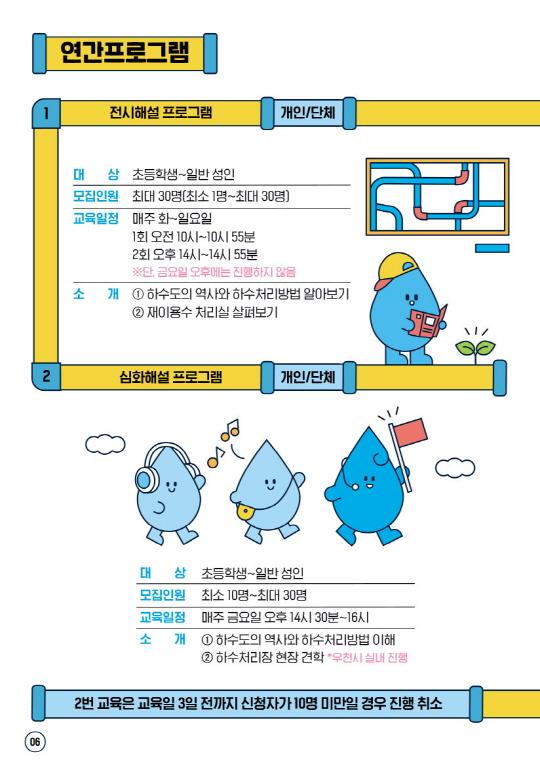 연간프로그램
1 전시해설 프로그램 개인/단체
대 상 초등학생~일반 성인
모집인원 최대 30명(최소 1명~최대 30명)
교육일정 매주 화~일요일
1회 오전 10시~10시 55분
2회 오후 14시~14시 55분
※단, 금요일 오후에는 진행하지 않음
소 개 ① 하수도의 역사와 하수처리방법 알아보기
② 재이용수 처리실 살펴보기
2 심화해설 프로그램 개인/단체
대 상 초등학생~일반 성인
모집인원 최소 10명~최대 30명
교육일정 매주 금요일 오후 14시 30분~16시
소 개 ① 하수도의 역사와 하수처리방법 이해
② 하수처리장 현장 견학 *우천시 실내 진행
2번 교육은 교육일 3일 전까지 신청자가 10명 미만일 경우 진행 취소
06